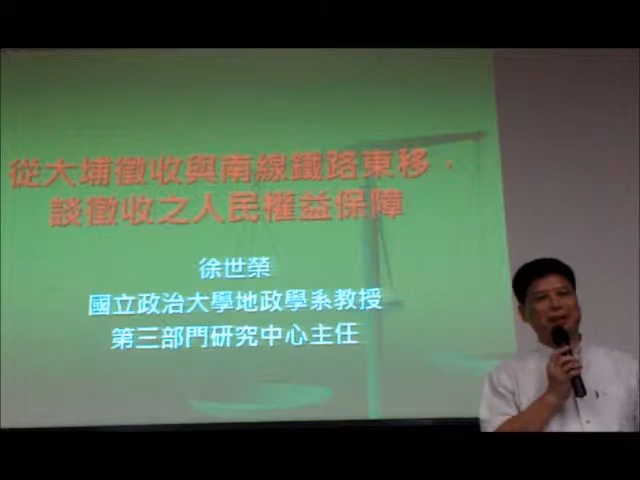 從大埔徵收與南線鐵路東移，
談徵收之人民權益保障
徐世榮
國立政治大學地政學系教授
第三部門研究中心主任